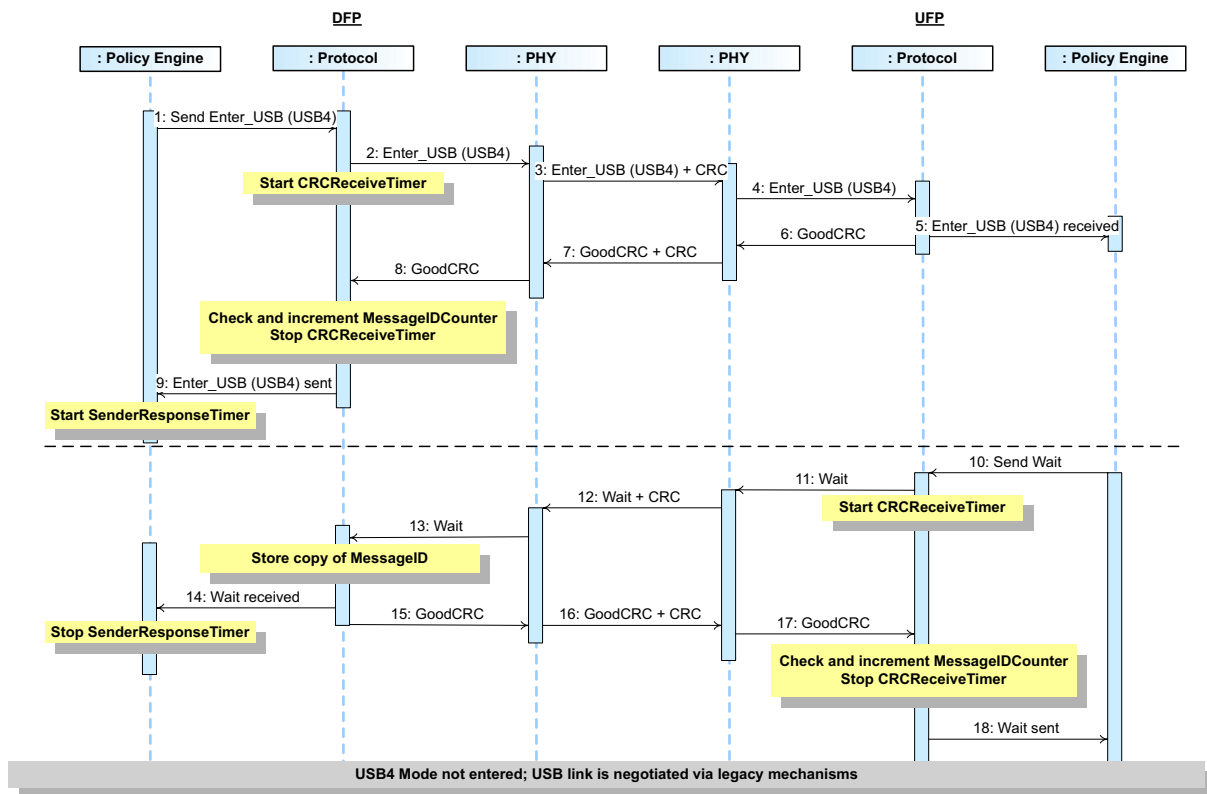 DFP
UFP
: Policy Engine
: Protocol
: PHY
: PHY
: Protocol
: Policy Engine
1: Send Enter_USB (USB4)
2: Enter_USB (USB4)
Start CRCReceiveTimer
3: Enter_USB (USB4) + CRC
4: Enter_USB (USB4)
5: Enter_USB (USB4) received
6: GoodCRC
7: GoodCRC + CRC
8: GoodCRC
Check and increment MessageIDCounter
Stop CRCReceiveTimer
9: Enter_USB (USB4) sent
Start SenderResponseTimer
10: Send Wait
11: Wait
Start CRCReceiveTimer
12: Wait + CRC
13: Wait
Store copy of MessageID
14: Wait received
Stop SenderResponseTimer
15: GoodCRC
16: GoodCRC + CRC
17: GoodCRC
Check and increment MessageIDCounter
Stop CRCReceiveTimer
18: Wait sent
USB4 Mode not entered; USB link is negotiated via legacy mechanisms